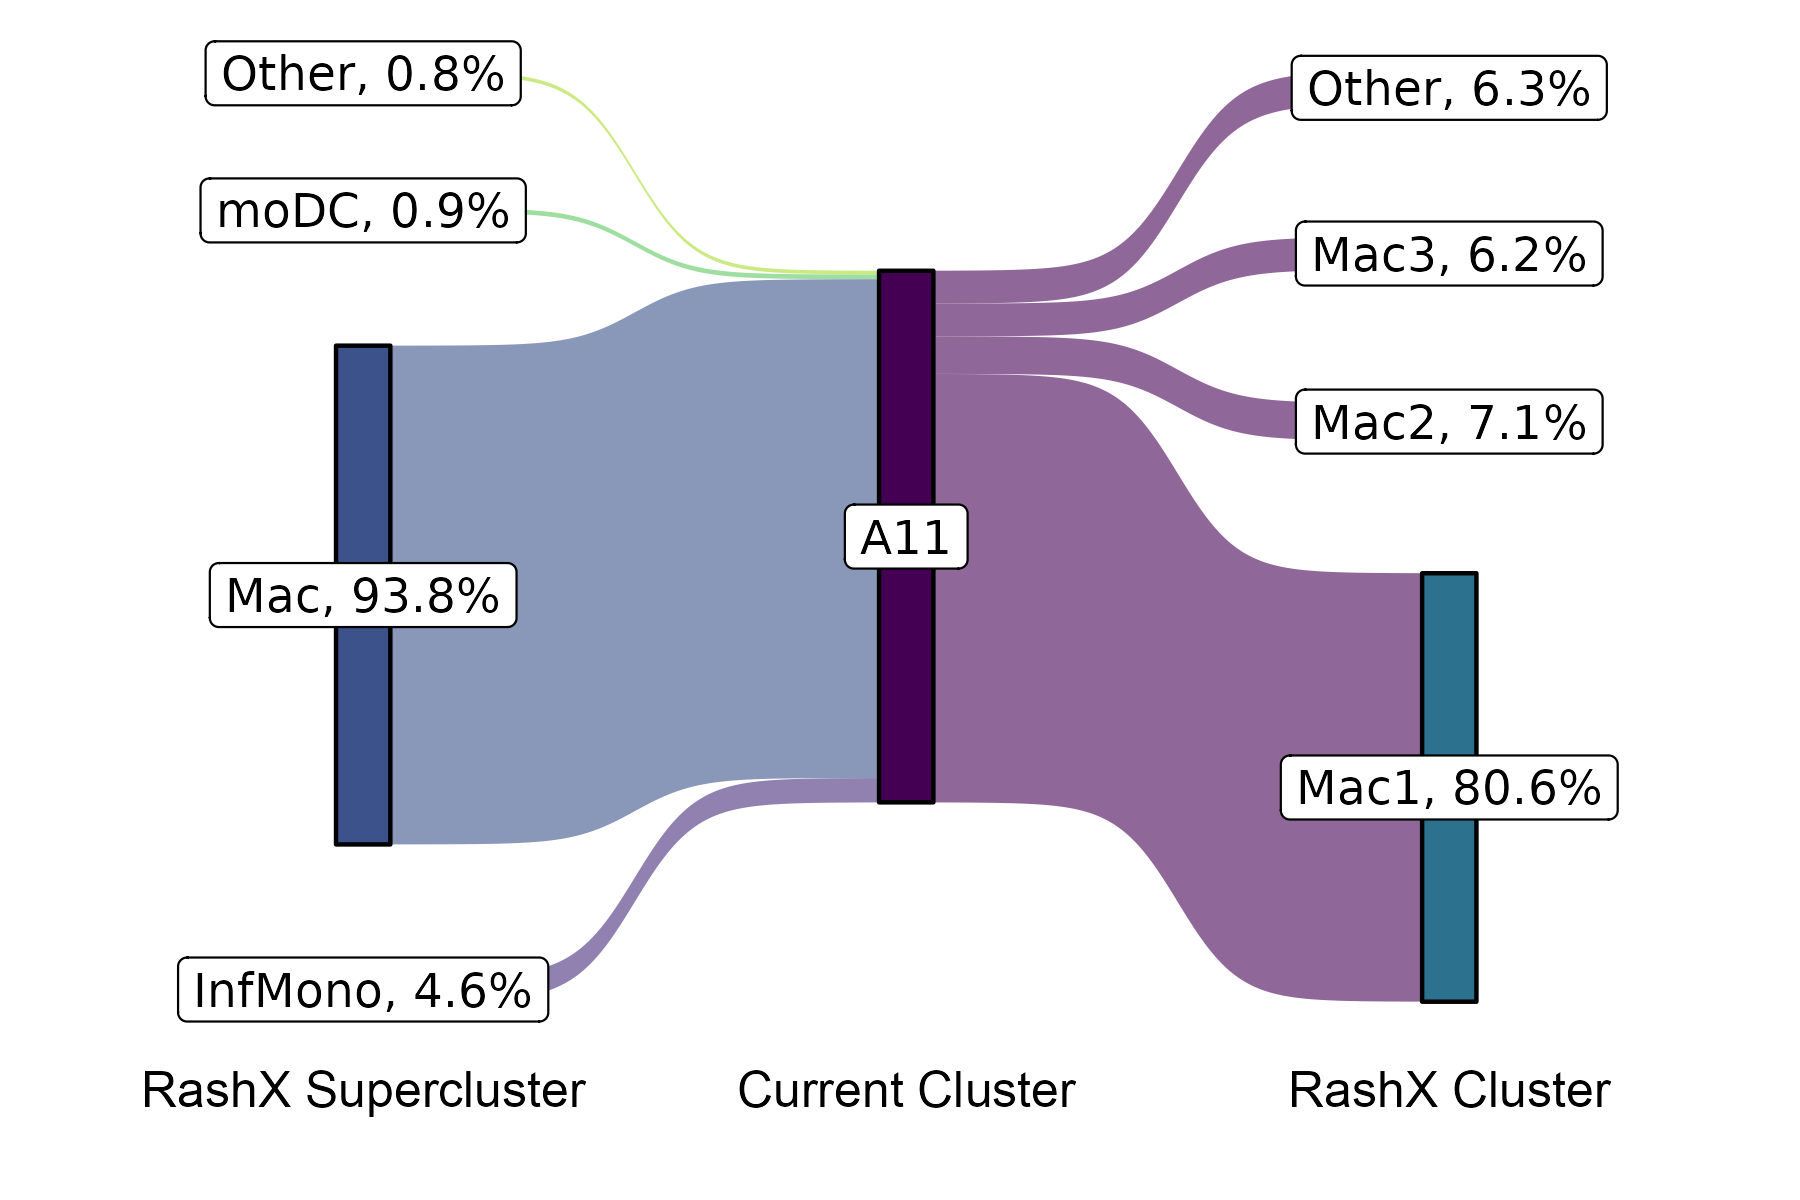 Other, 0.8%
moDC, 0.9%
Mac, 93.8%
InfMono, 4.6%
RashX Supercluster
A11
Current Cluster
Other, 6.3%
Mac3, 6.2%
Mac2, 7.1%
Mac1, 80.6%
RashX Cluster